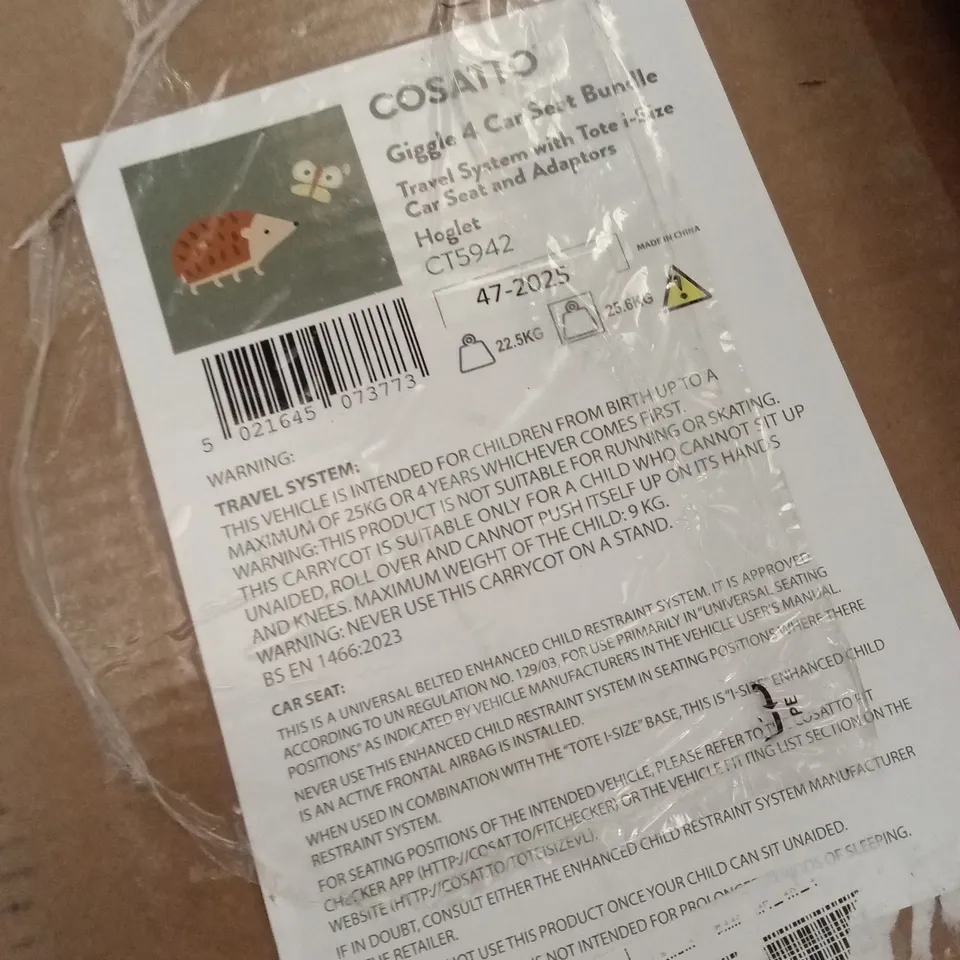 COSATTO
Giggle 4 Car Seat Bundle
Travel System with Tote i-Size
Car Seat and Adaptors
Hoglet
CT5942
MADE IN CHINA
47-2025
22.5KG
25.6KG
5 021645 073773
WARNING:
TRAVEL SYSTEM:
THIS VEHICLE IS INTENDED FOR CHILDREN FROM BIRTH UP TO A
MAXIMUM OF 25KG OR 4 YEARS WHICHEVER COMES FIRST.
WARNING: THIS PRODUCT IS NOT SUITABLE FOR RUNNING OR SKATING.
THIS CARRYCOT IS SUITABLE ONLY FOR A CHILD WHO CANNOT SIT UP
UNAIDED, ROLL OVER AND CANNOT PUSH ITSELF UP ON ITS HANDS
AND KNEES. MAXIMUM WEIGHT OF THE CHILD: 9 KG.
WARNING: NEVER USE THIS CARRYCOT ON A STAND.
BS EN 1466:2023
CAR SEAT:
THIS IS A UNIVERSAL BELTED ENHANCED CHILD RESTRAINT SYSTEM. IT IS APPROVED
ACCORDING TO UN REGULATION NO. 129/03, FOR USE PRIMARILY IN "UNIVERSAL SEATING
POSITIONS" AS INDICATED BY VEHICLE MANUFACTURERS IN THE VEHICLE USER'S MANUAL.
NEVER USE THIS ENHANCED CHILD RESTRAINT SYSTEM IN SEATING POSITIONS WHERE THERE
IS AN ACTIVE FRONTAL AIRBAG IS INSTALLED.
WHEN USED IN COMBINATION WITH THE "TOTE I-SIZE" BASE, THIS IS "I-SIZE" ENHANCED CHILD
RESTRAINT SYSTEM.
FOR SEATING POSITIONS OF THE INTENDED VEHICLE, PLEASE REFER TO COSATTO FIT
CHECKER APP (HTTP://COSATTO/FITCHECKER) OR THE VEHICLE FITTING LIST SECTION ON THE
WEBSITE (HTTP://COSATTO/TOTEISIZEVL).
IF IN DOUBT, CONSULT EITHER THE ENHANCED CHILD RESTRAINT SYSTEM MANUFACTURER
THE RETAILER.
NOT USE THIS PRODUCT ONCE YOUR CHILD CAN SIT UNAIDED.
IS NOT INTENDED FOR PROLONGED PERIODS OF SLEEPING.
PE